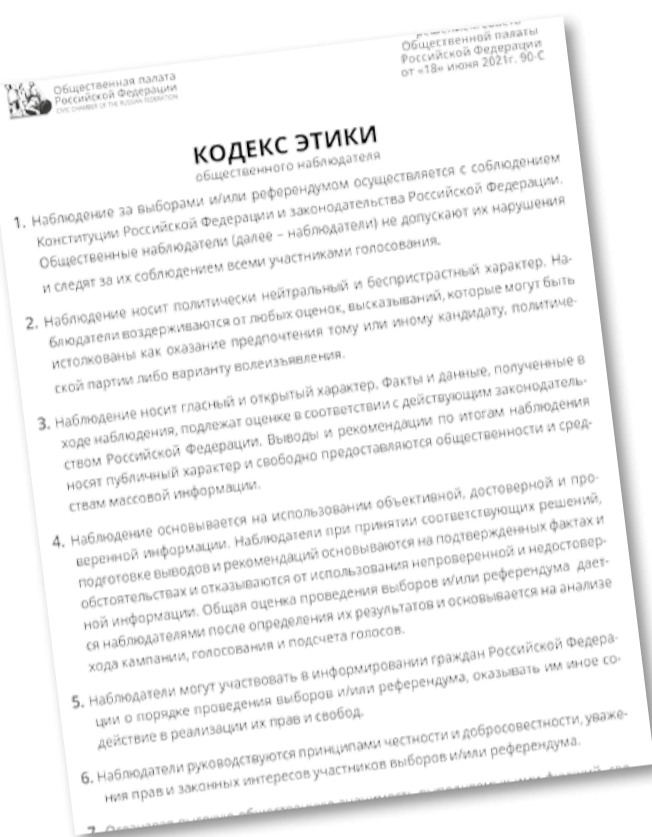 Общественная палата
Российской Федерации
CIVIC CHAMBER OF THE RUSSIAN FEDERATION
решением Совета
Общественной палаты
Российской Федерации
от «18» июня 2021г. 90-С
КОДЕКС ЭТИКИ
общественного наблюдателя
1. Наблюдение за выборами и/или референдумом осуществляется с соблюдением
Конституции Российской Федерации и законодательства Российской Федерации.
Общественные наблюдатели (далее – наблюдатели) не допускают их нарушения
и следят за их соблюдением всеми участниками голосования.
2. Наблюдение носит политически нейтральный и беспристрастный характер. На-
блюдатели воздерживаются от любых оценок, высказываний, которые могут быть
истолкованы как оказание предпочтения тому или иному кандидату, политиче-
ской партии либо варианту волеизъявления.
3. Наблюдение носит гласный и открытый характер. Факты и данные, полученные в
ходе наблюдения, подлежат оценке в соответствии с действующим законодатель-
ством Российской Федерации. Выводы и рекомендации по итогам наблюдения
носят публичный характер и свободно предоставляются общественности и сред-
ствам массовой информации.
4. Наблюдение основывается на использовании объективной, достоверной и про-
веренной информации. Наблюдатели при принятии соответствующих решений,
подготовке выводов и рекомендаций основываются на подтвержденных фактах и
обстоятельствах и отказываются от использования непроверенной и недостовер-
ной информации. Общая оценка проведения выборов и/или референдума дает-
ся наблюдателями после определения их результатов и основывается на анализе
хода кампании, голосования и подсчета голосов.
5. Наблюдатели могут участвовать в информировании граждан Российской Федера-
ции о порядке проведения выборов и/или референдума, оказывать им иное со-
действие в реализации их прав и свобод.
6. Наблюдатели руководствуются принципами честности и добросовестности, уваже-
ния прав и законных интересов участников выборов и/или референдума.
7.